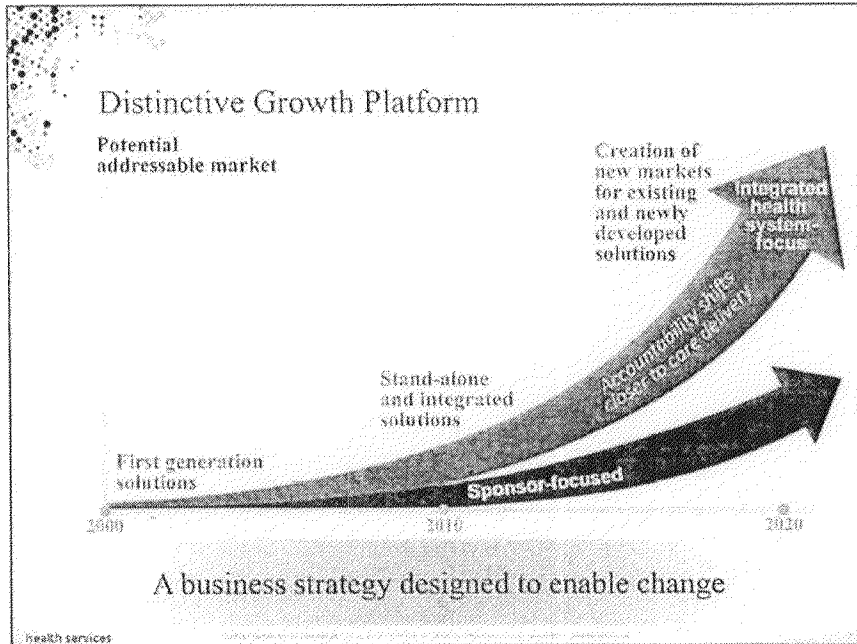 Distinctive Growth Platform
Potential
addressable market
Creation of
new markets
for existing
and newly
developed
solutions
Integrated
health
system-
focus
Accountability shifts
closer to care delivery
Stand-alone
and integrated
solutions
First generation
solutions
Sponsor-focused
2000
2010
2020
A business strategy designed to enable change
health services